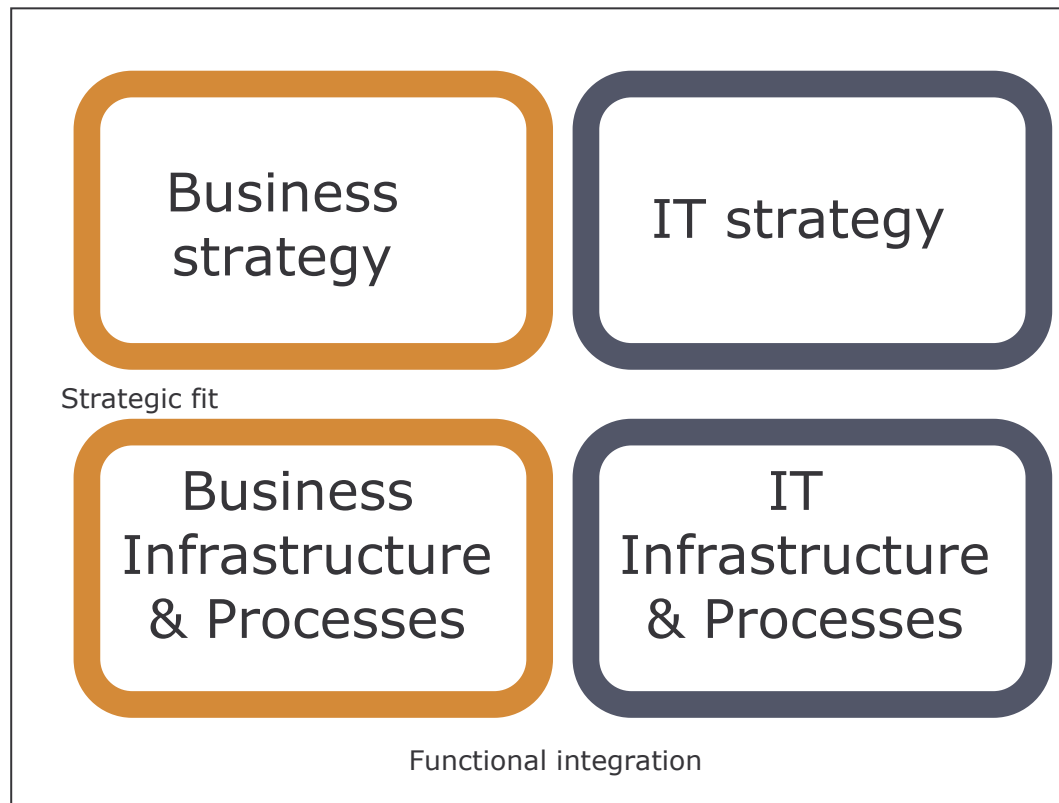 Business
strategy
IT strategy
Strategic fit
Business
Infrastructure
& Processes
IT
Infrastructure
& Processes
Functional integration